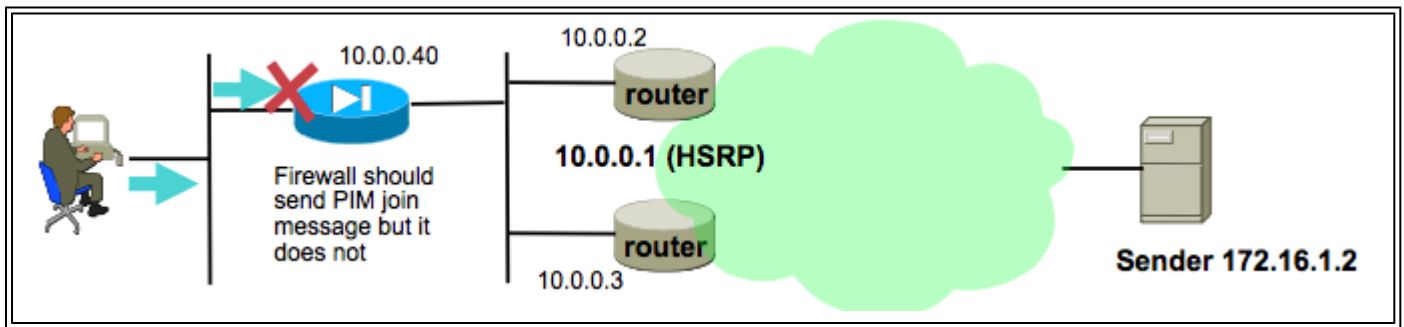 10.0.0.40
10.0.0.2
router
10.0.0.1 (HSRP)
Firewall should
send PIM join
message but it
does not
router
10.0.0.3
Sender 172.16.1.2